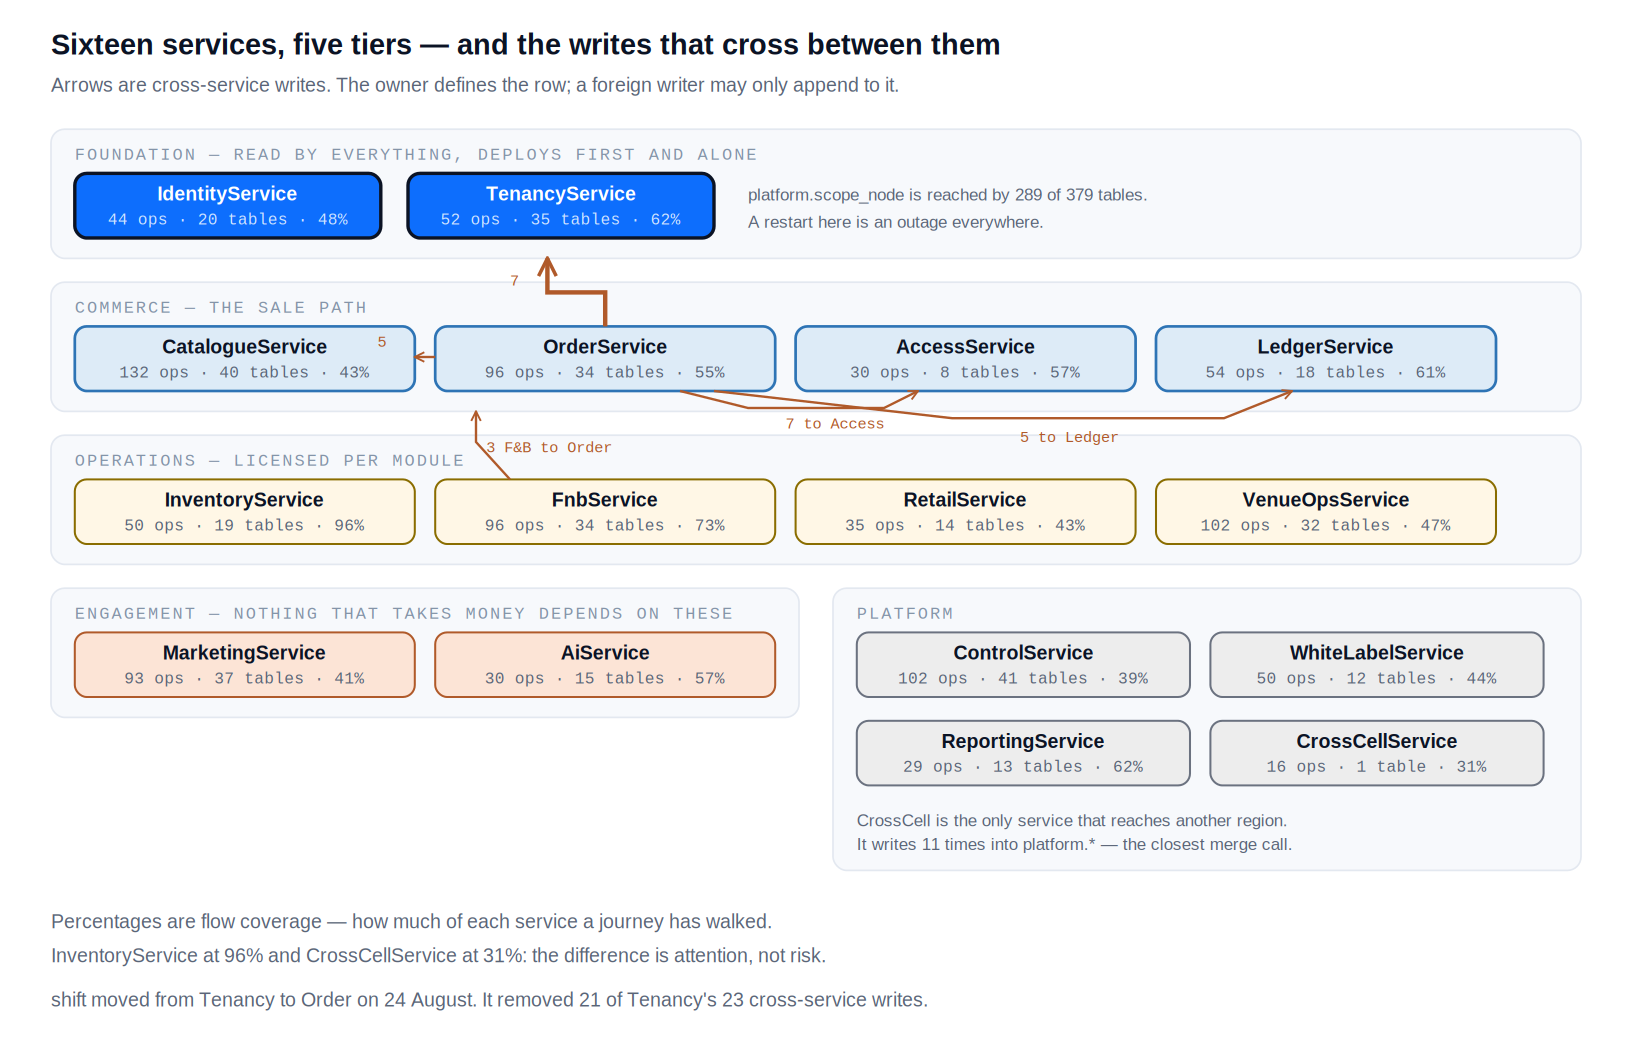 Sixteen services, five tiers — and the writes that cross between them
Arrows are cross-service writes. The owner defines the row; a foreign writer may only append to it.
FOUNDATION — READ BY EVERYTHING, DEPLOYS FIRST AND ALONE
IdentityService
44 ops · 20 tables · 48%
TenancyService
52 ops · 35 tables · 62%
platform.scope_node is reached by 289 of 379 tables.
A restart here is an outage everywhere.
7
COMMERCE — THE SALE PATH
CatalogueService
132 ops · 40 tables · 43%
5
OrderService
96 ops · 34 tables · 55%
AccessService
30 ops · 8 tables · 57%
LedgerService
54 ops · 18 tables · 61%
7 to Access
5 to Ledger
3 F&B to Order
OPERATIONS — LICENSED PER MODULE
InventoryService
50 ops · 19 tables · 96%
FnbService
96 ops · 34 tables · 73%
RetailService
35 ops · 14 tables · 43%
VenueOpsService
102 ops · 32 tables · 47%
ENGAGEMENT — NOTHING THAT TAKES MONEY DEPENDS ON THESE
MarketingService
93 ops · 37 tables · 41%
AiService
30 ops · 15 tables · 57%
PLATFORM
ControlService
102 ops · 41 tables · 39%
WhiteLabelService
50 ops · 12 tables · 44%
ReportingService
29 ops · 13 tables · 62%
CrossCellService
16 ops · 1 table · 31%
CrossCell is the only service that reaches another region.
It writes 11 times into platform.* — the closest merge call.
Percentages are flow coverage — how much of each service a journey has walked.
InventoryService at 96% and CrossCellService at 31%: the difference is attention, not risk.
shift moved from Tenancy to Order on 24 August. It removed 21 of Tenancy's 23 cross-service writes.